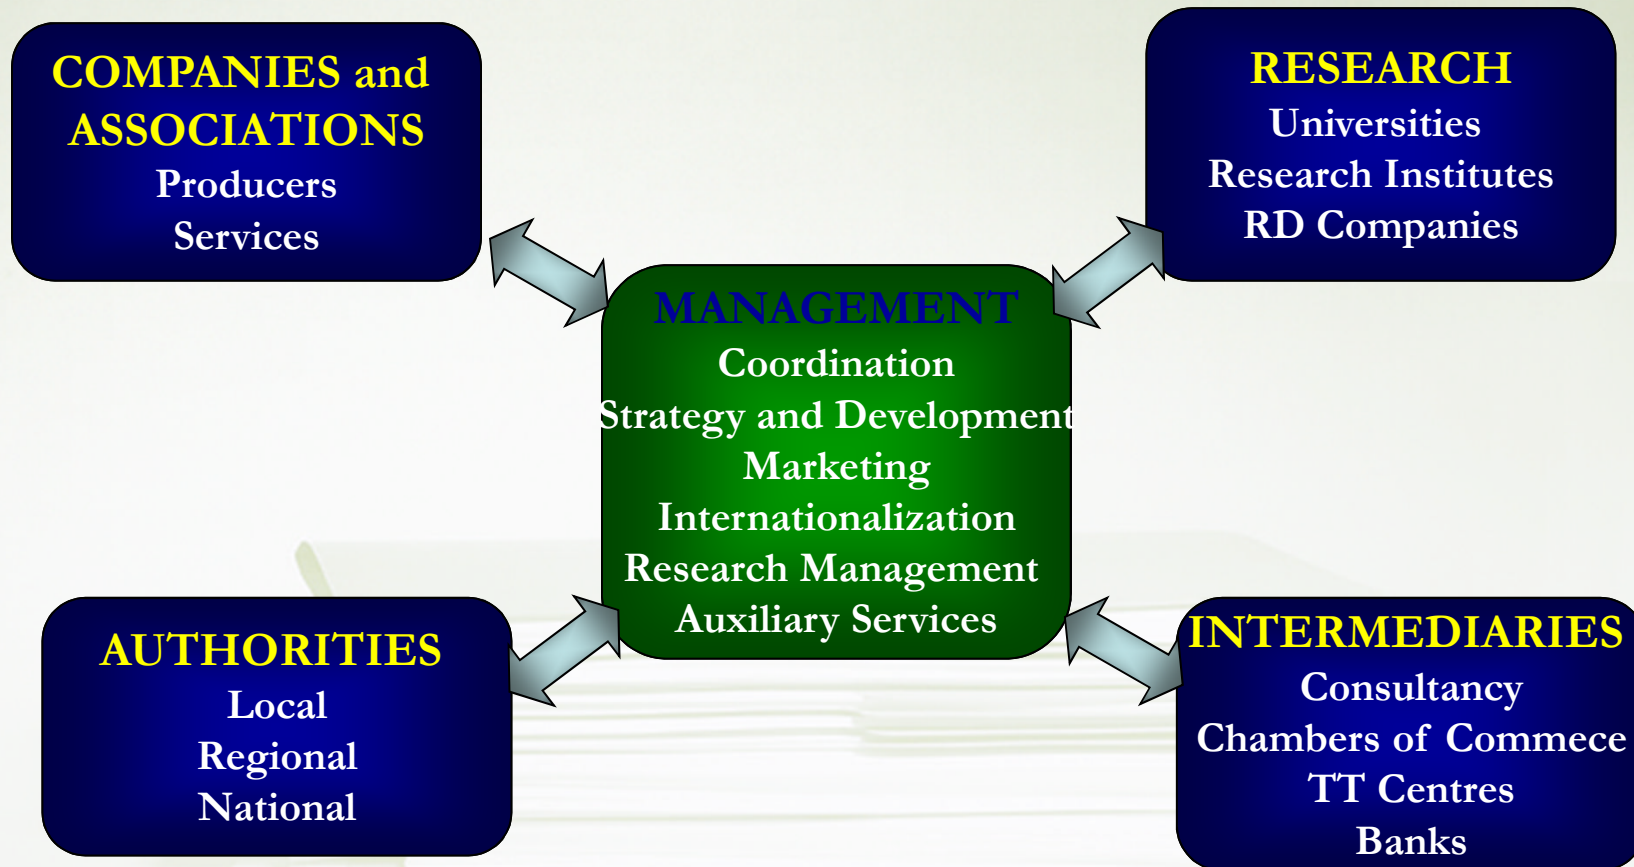 COMPANIES and
ASSOCIATIONS
Producers
Services
RESEARCH
Universities
Research Institutes
RD Companies
MANAGEMENT
Coordination
Strategy and Development
Marketing
Internationalization
Research Management
Auxiliary Services
AUTHORITIES
Local
Regional
National
INTERMEDIARIES
Consultancy
Chambers of Commece
TT Centres
Banks